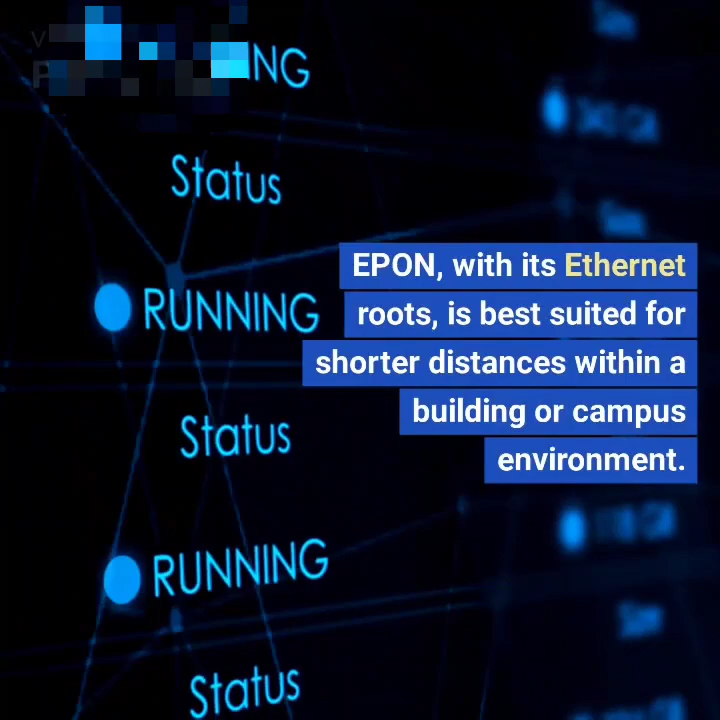 NG
Status
RUNNING
Status
RUNNING
Status
EPON, with its Ethernet
roots, is best suited for
shorter distances within a
building or campus
environment.